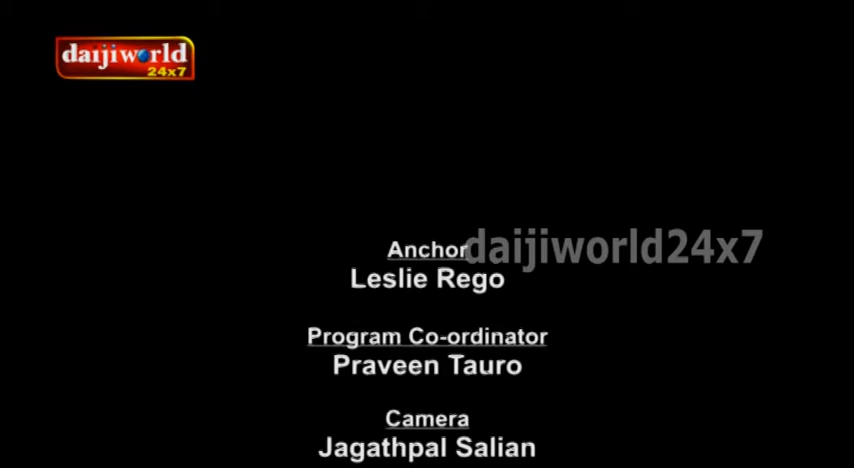 daijiworld
24x7
Anchor
daijiworld24x7
Leslie Rego
Program Co-ordinator
Praveen Tauro
Camera
Jagathpal Salian